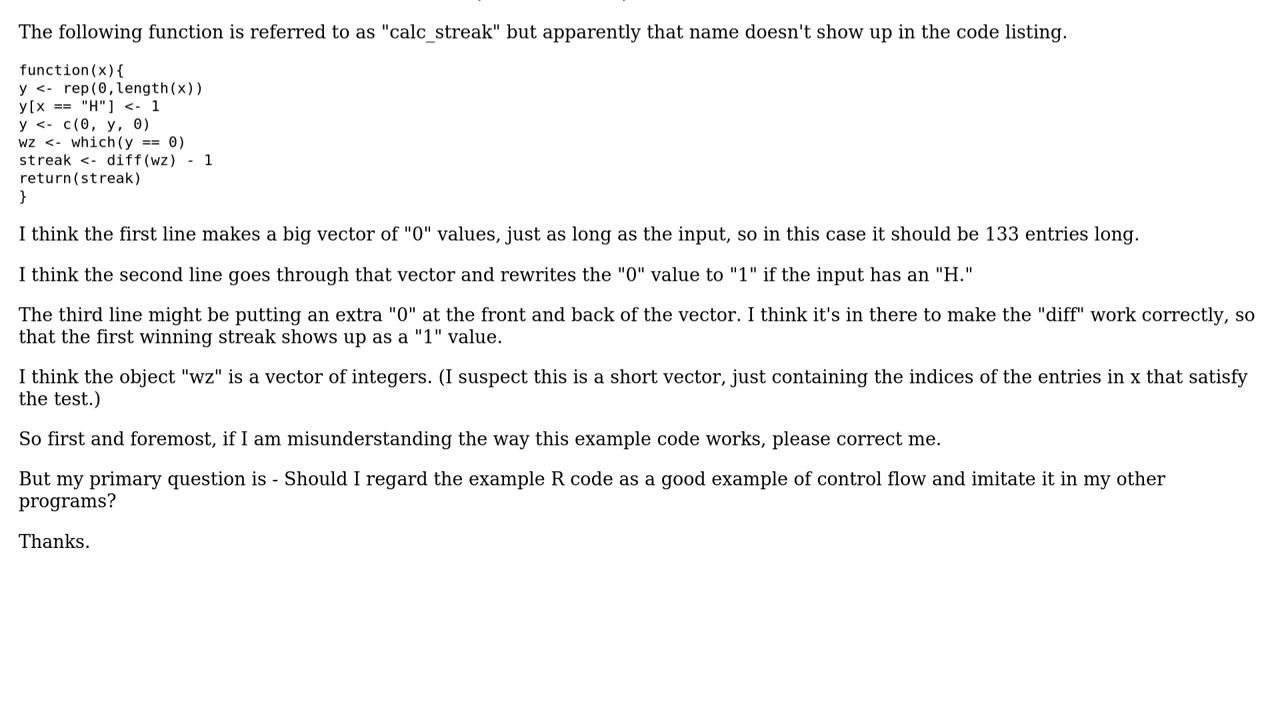 The following function is referred to as "calc_streak" but apparently that name doesn't show up in the code listing.
function(x){
y <- rep(0,length(x))
y[x == "H"] <- 1
y <- c(0, y, 0)
wz <- which(y == 0)
streak <- diff(wz) - 1
return(streak)
}
I think the first line makes a big vector of "0" values, just as long as the input, so in this case it should be 133 entries long.
I think the second line goes through that vector and rewrites the "0" value to "1" if the input has an "H."
The third line might be putting an extra "0" at the front and back of the vector. I think it's in there to make the "diff" work correctly, so
that the first winning streak shows up as a "1" value.
I think the object "wz" is a vector of integers. (I suspect this is a short vector, just containing the indices of the entries in x that satisfy
the test.)
So first and foremost, if I am misunderstanding the way this example code works, please correct me.
But my primary question is - Should I regard the example R code as a good example of control flow and imitate it in my other
programs?
Thanks.